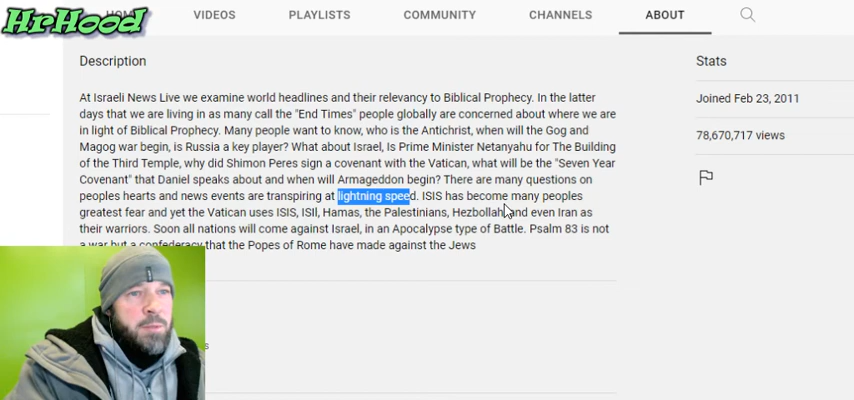 HrHood
HOME VIDEOS PLAYLISTS COMMUNITY CHANNELS ABOUT
Description
Stats
At Israeli News Live we examine world headlines and their relevancy to Biblical Prophecy. In the latter
days that we are living in as many call the "End Times" people globally are concerned about where we are
in light of Biblical Prophecy. Many people want to know, who is the Antichrist, when will the Gog and
Magog war begin, is Russia a key player? What about Israel, Is Prime Minister Netanyahu for The Building
of the Third Temple, why did Shimon Peres sign a covenant with the Vatican, what will be the "Seven Year
Covenant" that Daniel speaks about and when will Armageddon begin? There are many questions on
peoples hearts and news events are transpiring at lightning speed. ISIS has become many peoples
greatest fear and yet the Vatican uses ISIS, ISIl, Hamas, the Palestinians, Hezbollah, and even Iran as
their warriors. Soon all nations will come against Israel, in an Apocalypse type of Battle. Psalm 83 is not
a war but a confederacy that the Popes of Rome have made against the Jews
Joined Feb 23, 2011
78,670,717 views